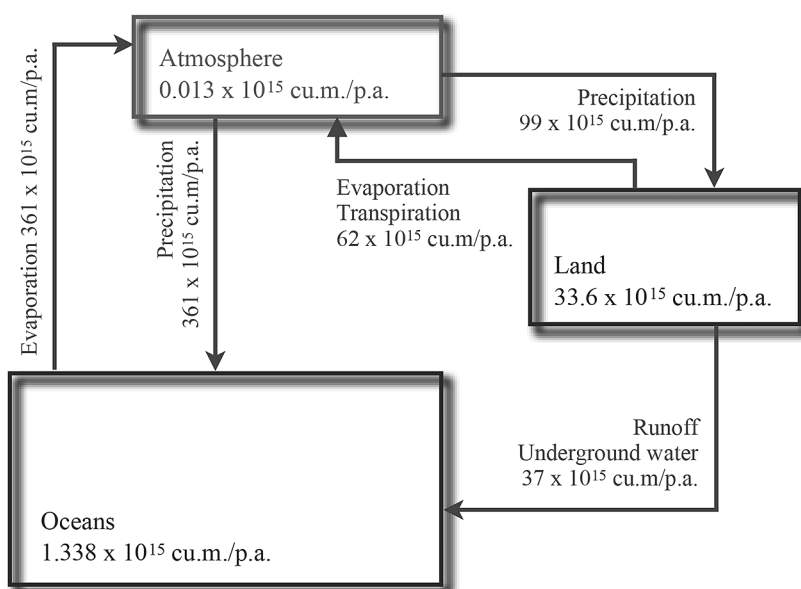 Atmosphere
0.013 x 10¹⁵ cu.m./p.a.
Evaporation 361 x 10¹⁵ cu.m/p.a.
Precipitation
361 x 10¹⁵ cu.m/p.a.
Precipitation
99 x 10¹⁵ cu.m/p.a.
Evaporation
Transpiration
62 x 10¹⁵ cu.m/p.a.
Land
33.6 x 10¹⁵ cu.m./p.a.
Runoff
Underground water
37 x 10¹⁵ cu.m/p.a.
Oceans
1.338 x 10¹⁵ cu.m./p.a.